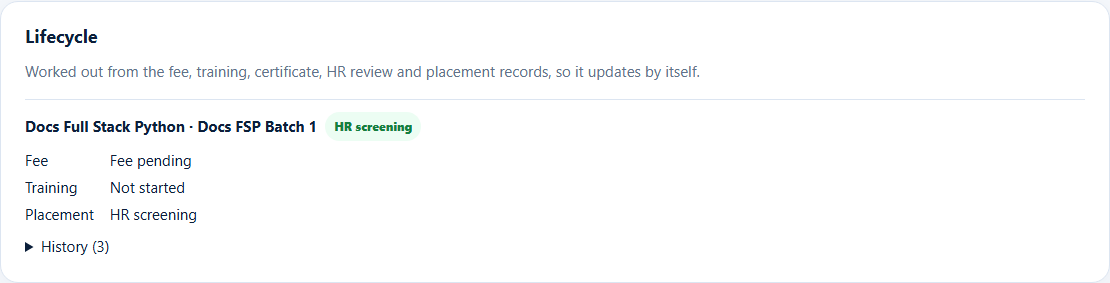 Lifecycle
Worked out from the fee, training, certificate, HR review and placement records, so it updates by itself.
Docs Full Stack Python · Docs FSP Batch 1 HR screening
Fee Fee pending
Training Not started
Placement HR screening
▶ History (3)